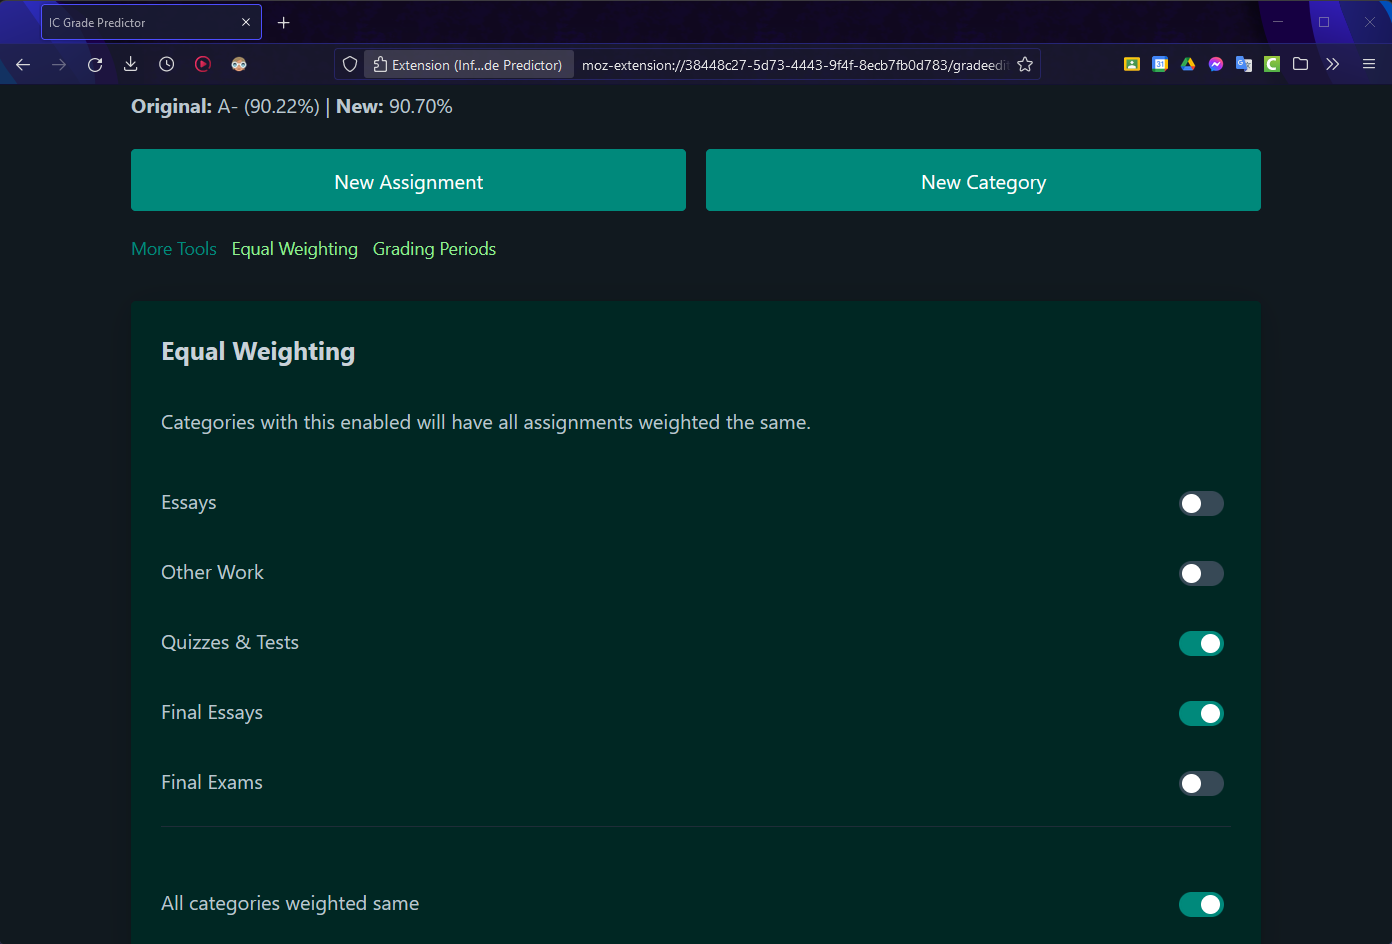 IC Grade Predictor
Extension (Inf...de Predictor) moz-extension://38448c27-5d73-4443-9f4f-8ecb7fb0d783/gradeedi
Original: A- (90.22%) | New: 90.70%
New Assignment
New Category
More Tools Equal Weighting Grading Periods
Equal Weighting
Categories with this enabled will have all assignments weighted the same.
Essays
Other Work
Quizzes & Tests
Final Essays
Final Exams
All categories weighted same